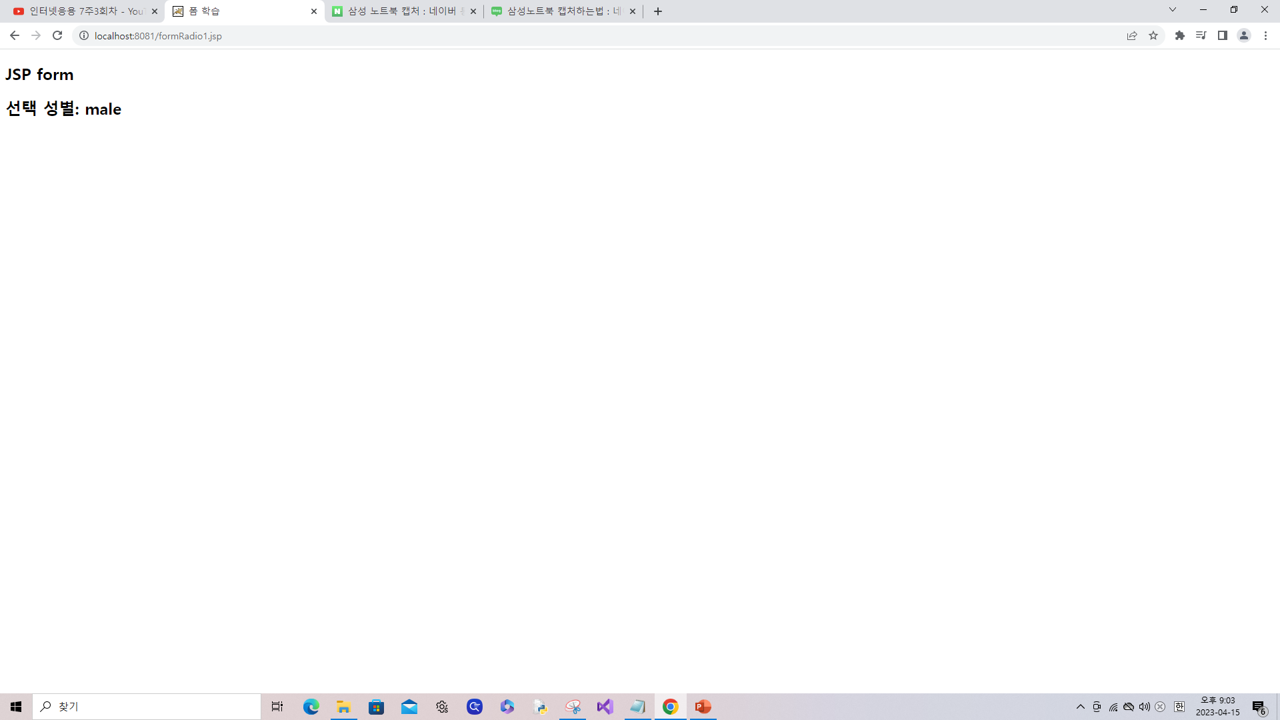 인터넷응용 7주3회차 - You
폼 학습
삼성 노트북 캡처 : 네이버
삼성노트북 캡처하는법 : 네
localhost:8081/formRadio1.jsp
JSP form
선택 성별: male
찾기
한
오후 9:03
2023-04-15
6